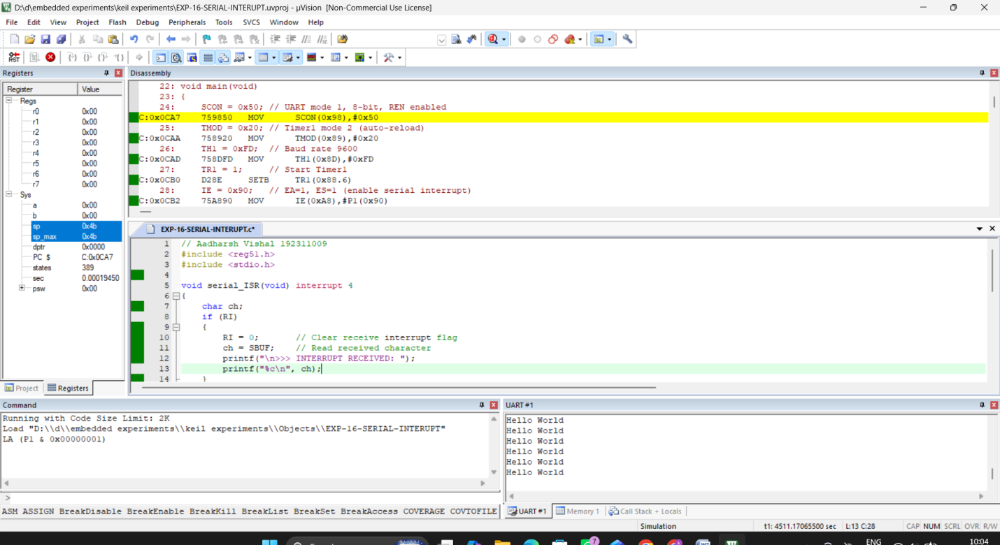 D:\d\embedded experiments\keil experiments\EXP-16-SERIAL-INTERUPT.uvproj - µVision [Non-Commercial Use License]
File Edit View Project Flash Debug Peripherals Tools SVCS Window Help
RST
Registers
Register Value
Regs
r0 0x00
r1 0x00
r2 0x00
r3 0x00
r4 0x00
r5 0x00
r6 0x00
r7 0x00
Sys
a 0x00
b 0x00
sp 0x4b
sp_max 0x4b
dptr 0x0000
PC $ C:0x0CA7
states 389
sec 0.00019450
psw 0x00
Project Registers
Disassembly
22: void main(void)
23: {
24: SCON = 0x50; // UART mode 1, 8-bit, REN enabled
C:0x0CA7 759850 MOV SCON(0x98),#0x50
25: TMOD = 0x20; // Timer1 mode 2 (auto-reload)
C:0x0CAA 758920 MOV TMOD(0x89),#0x20
26: TH1 = 0xFD; // Baud rate 9600
C:0x0CAD 758DFD MOV TH1(0x8D),#0xFD
27: TR1 = 1; // Start Timer1
C:0x0CB0 D28E SETB TR1(0x88.6)
28: IE = 0x90; // EA=1, ES=1 (enable serial interrupt)
C:0x0CB2 75A890 MOV IE(0xA8),#P1(0x90)
EXP-16-SERIAL-INTERUPT.c*
1 // Aadharsh Vishal 192311009
2 #include <reg51.h>
3 #include <stdio.h>
4
5 void serial_ISR(void) interrupt 4
6 {
7 char ch;
8 if (RI)
9 {
10 RI = 0; // Clear receive interrupt flag
11 ch = SBUF; // Read received character
12 printf("\n>>> INTERRUPT RECEIVED: ");
13 printf("%c\n", ch);
14 }
Command
Running with Code Size Limit: 2K
Load "D:\\d\\embedded experiments\\keil experiments\\Objects\\EXP-16-SERIAL-INTERUPT"
LA (P1 & 0x00000001)
>
ASM ASSIGN BreakDisable BreakEnable BreakKill BreakList BreakSet BreakAccess COVERAGE COVTOFILE
UART #1
Hello World
Hello World
Hello World
Hello World
Hello World
Hello World
UART #1 Memory 1 Call Stack + Locals
Simulation t1: 4511.17065500 sec L:13 C:28 CAP NUM SCRL OVR R/W
7
ENG
10:04